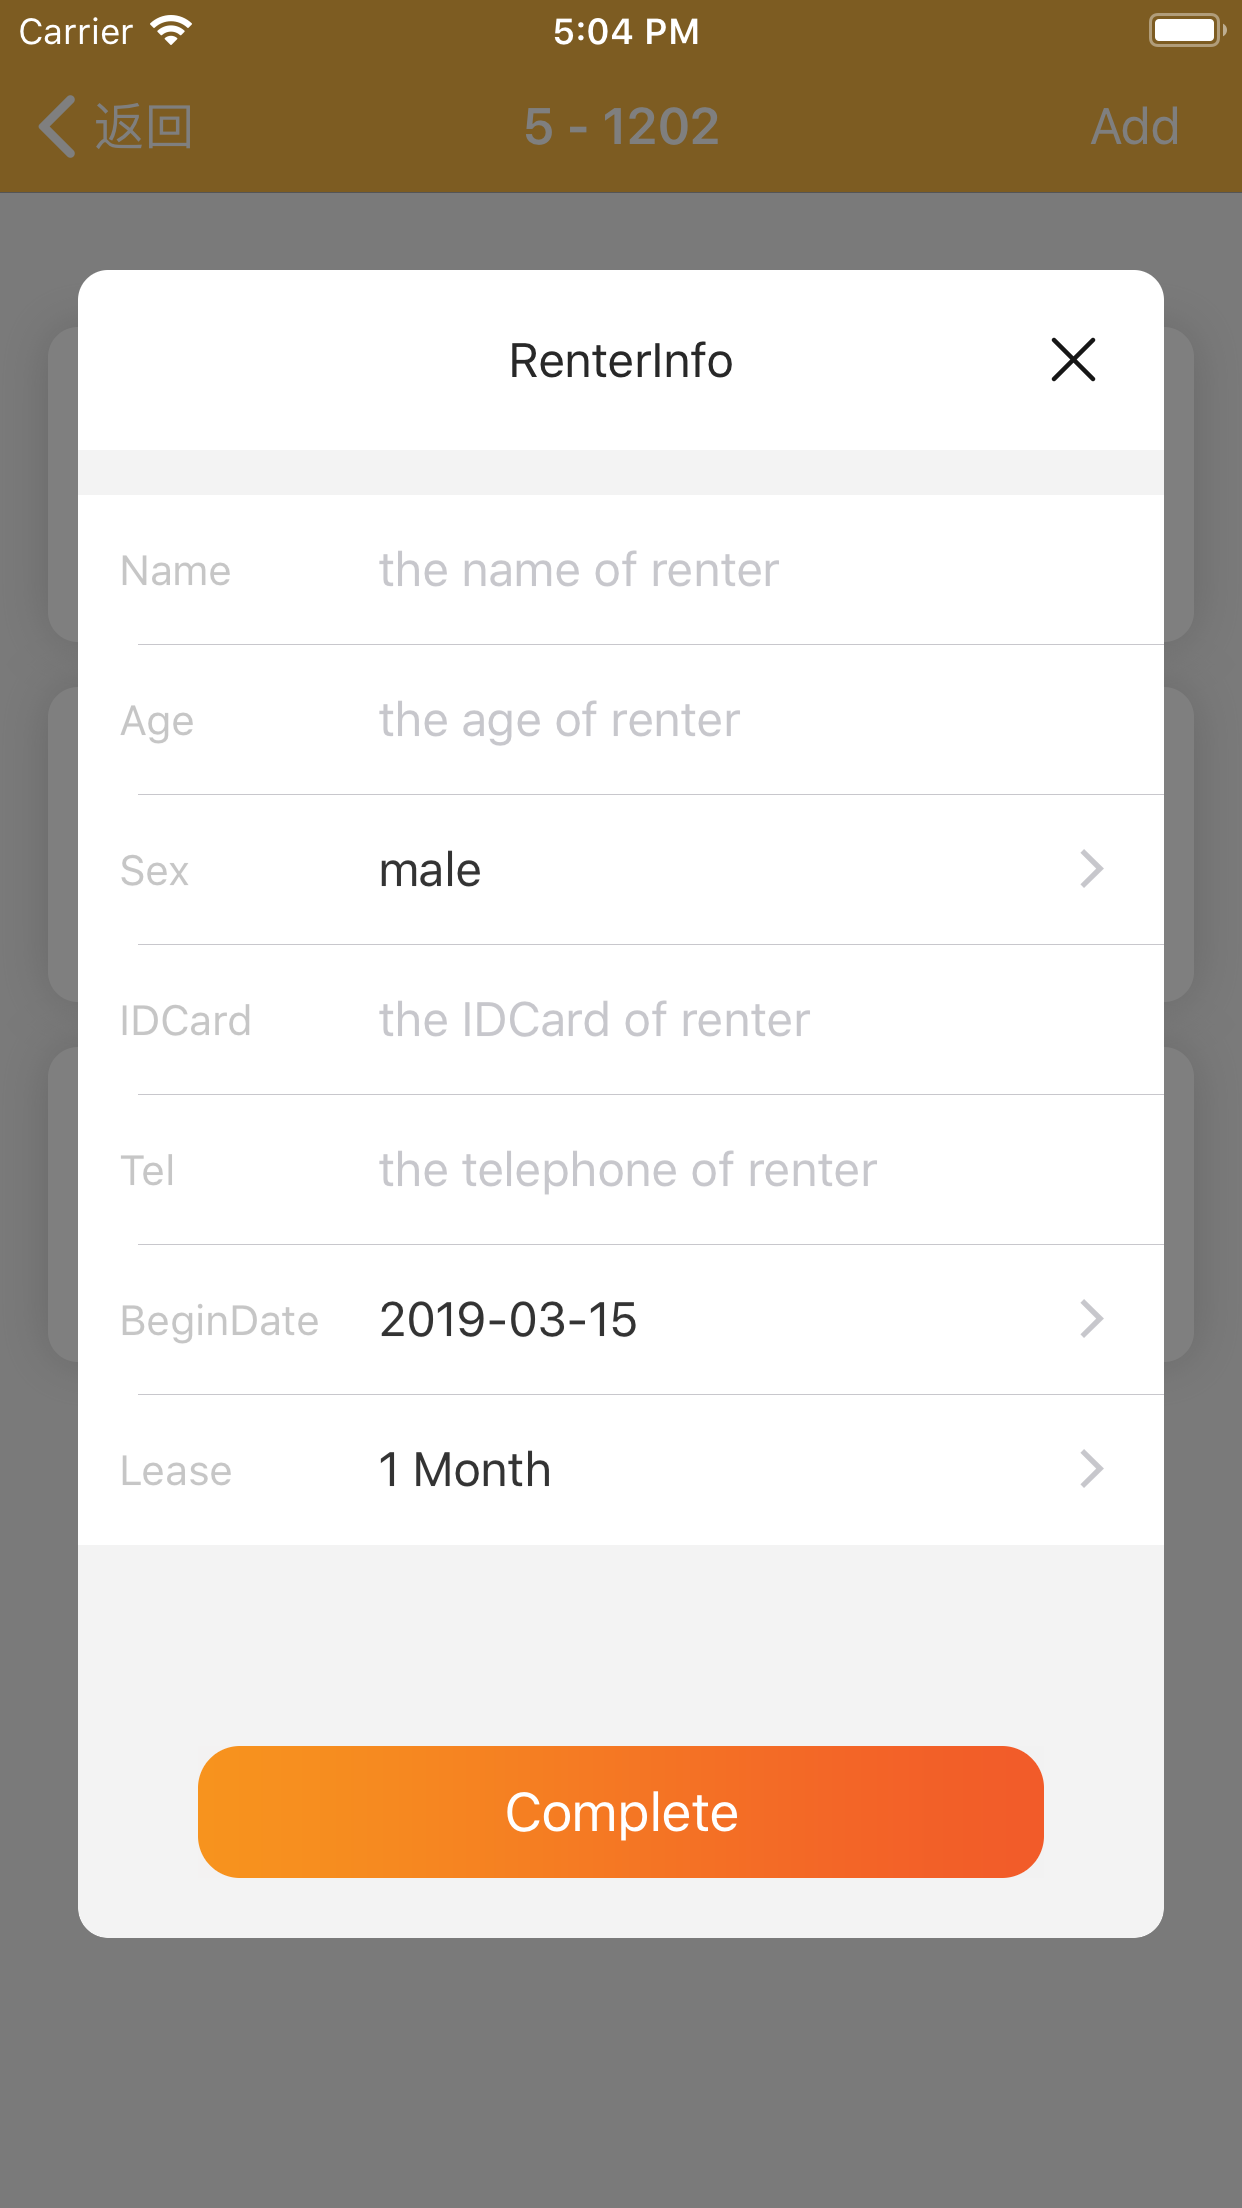 Carrier 5:04 PM
返回 5 - 1202 Add
RenterInfo
Name the name of renter
Age the age of renter
Sex male
IDCard the IDCard of renter
Tel the telephone of renter
BeginDate 2019-03-15
Lease 1 Month
Complete